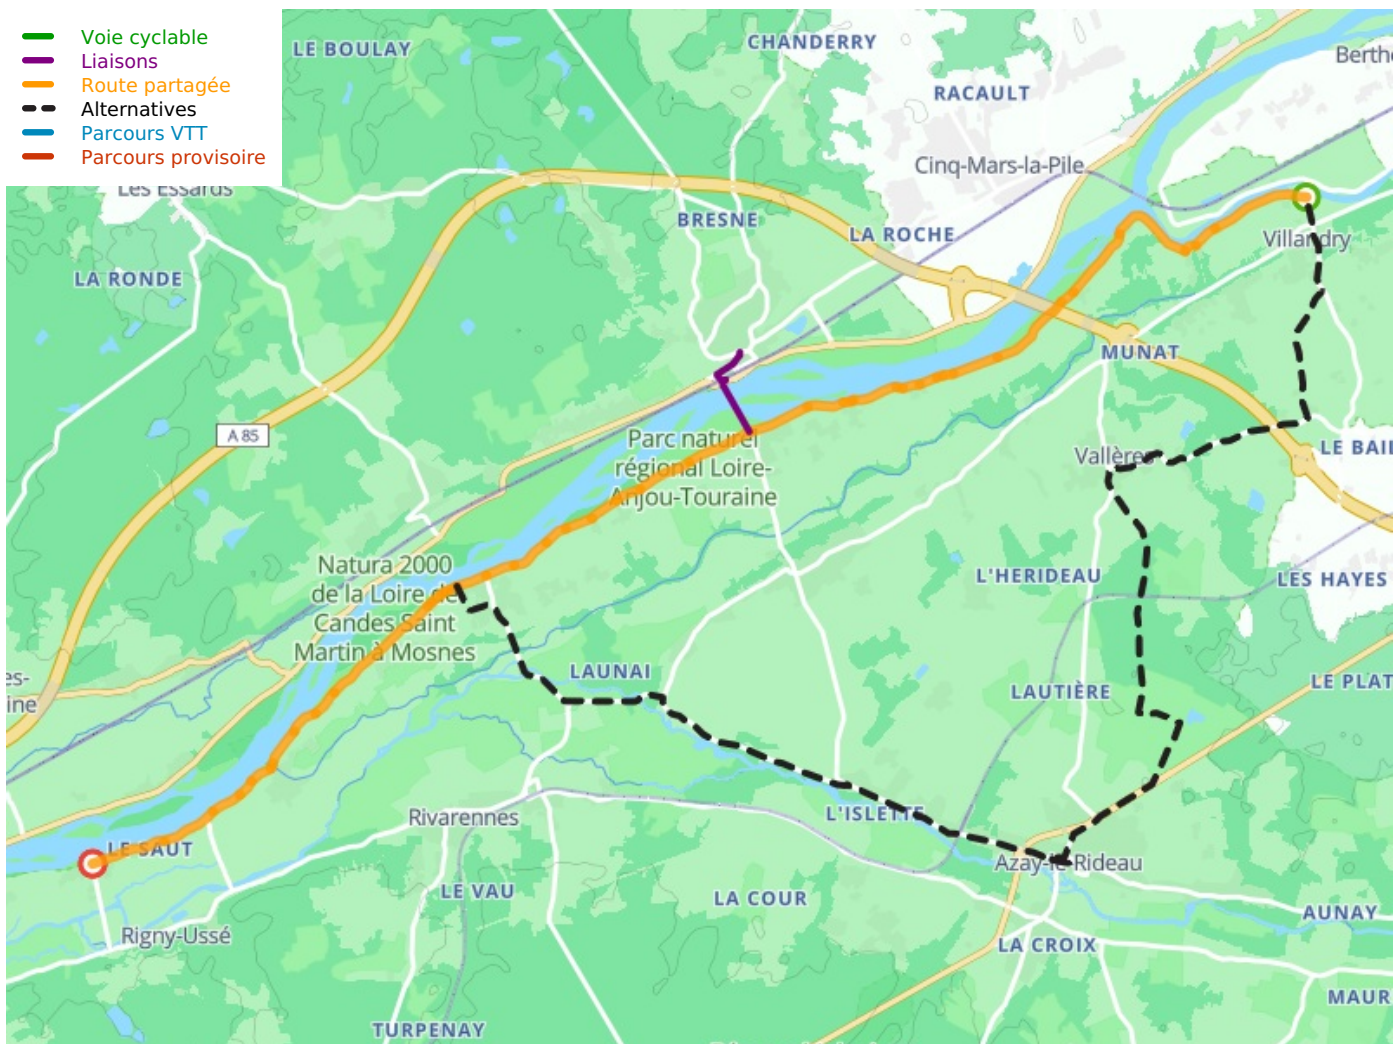 Voie cyclable
Liaisons
Route partagée
Alternatives
Parcours VTT
Parcours provisoire
LE BOULAY
CHANDERRY
RACAULT
Cinq-Mars-la-Pile
Les Essards
BRESNE
LA ROCHE
Villandry
LA RONDE
MUNAT
A 85
Parc naturel
régional Loire-
Anjou-Touraine
Vallères
Natura 2000
de la Loire de
Candes Saint
Martin à Mosnes
L'HERIDEAU
LES HAYES
LAUNAI
LAUTIÈRE
LE PLAT
Rivarennes
L'ISLETTE
LE SAUT
Azay-le-Rideau
LE VAU
LA COUR
AUNAY
Rigny-Ussé
LA CROIX
MAUR
TURPENAY